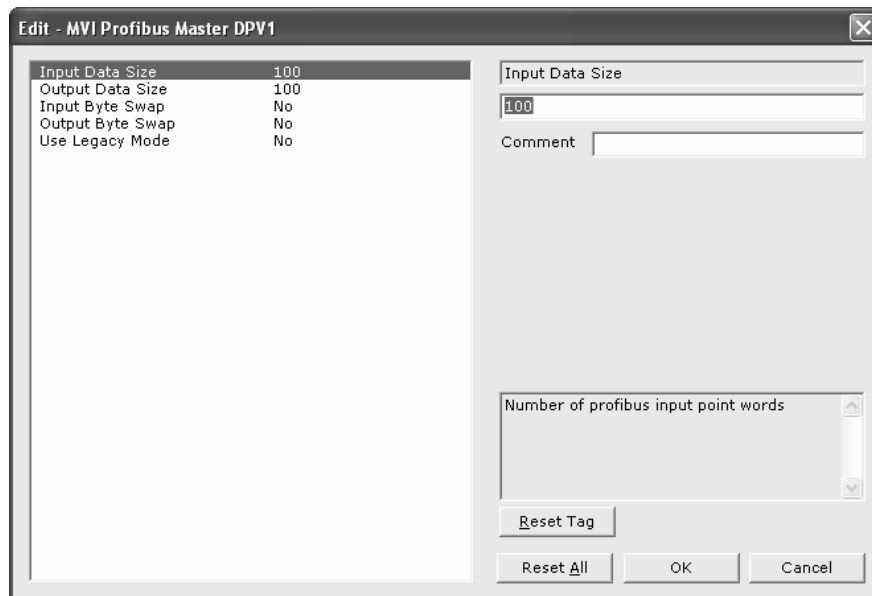 Edit - MVI Profibus Master DPV1
Input Data Size 100
Output Data Size 100
Input Byte Swap No
Output Byte Swap No
Use Legacy Mode No
Input Data Size
100
Comment
Number of profibus input point words
Reset Tag
Reset All OK Cancel